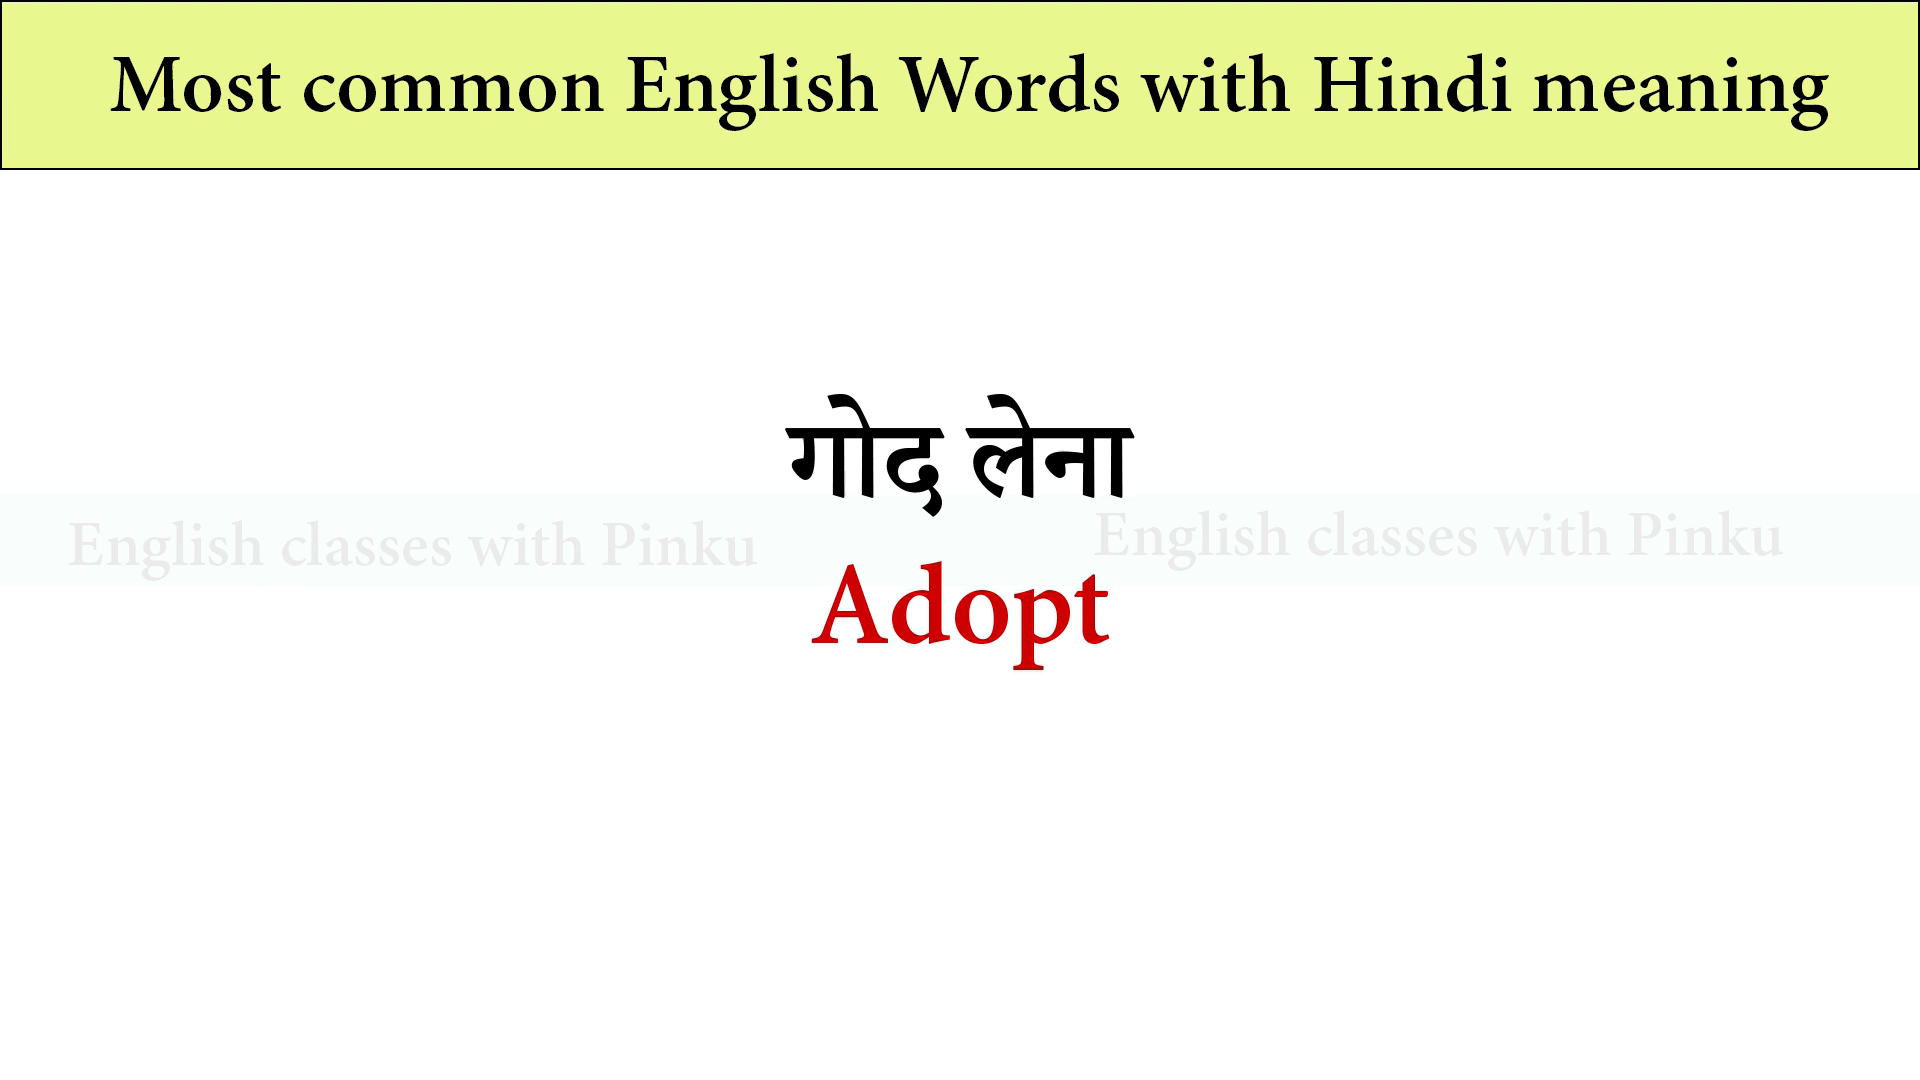 Most common English Words with Hindi meaning
गोद लेना
English classes with Pinku
English classes with Pinku
Adopt